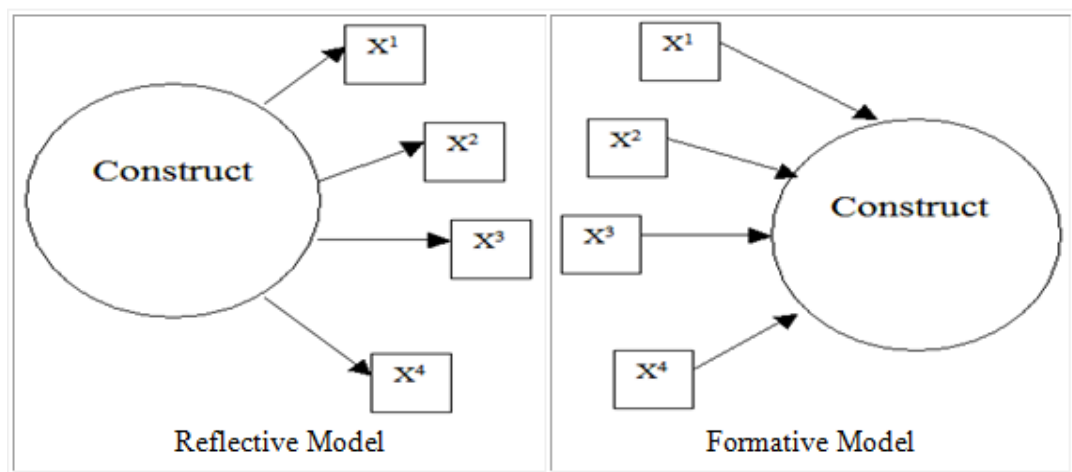 X¹
X²
Construct
X³
X⁴
Reflective Model
X¹
X²
Construct
X³
X⁴
Formative Model